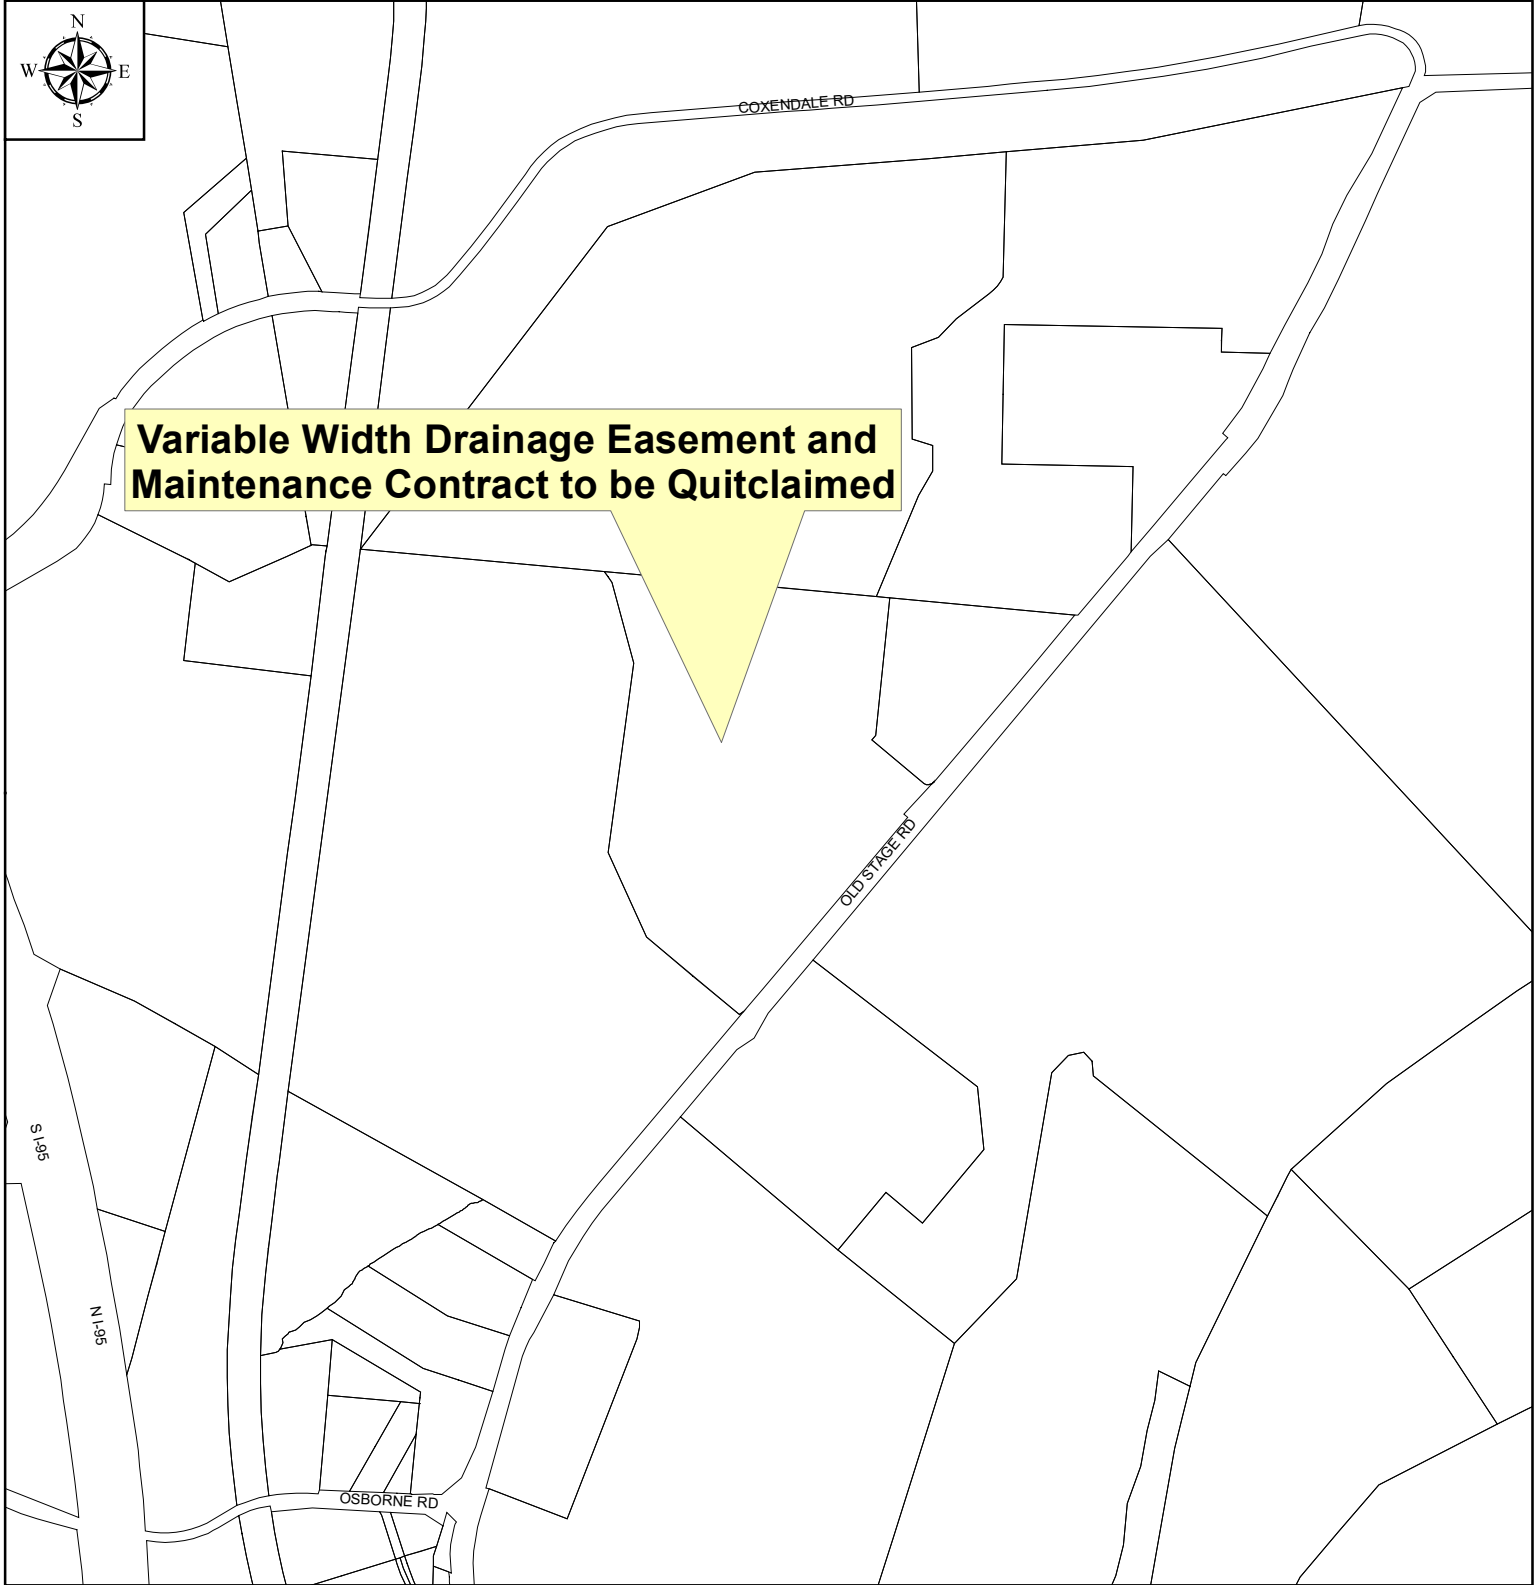 N
W E
S
COXENDALE RD
Variable Width Drainage Easement and
Maintenance Contract to be Quitclaimed
OLD STAGE RD
S I-95
N I-95
OSBORNE RD